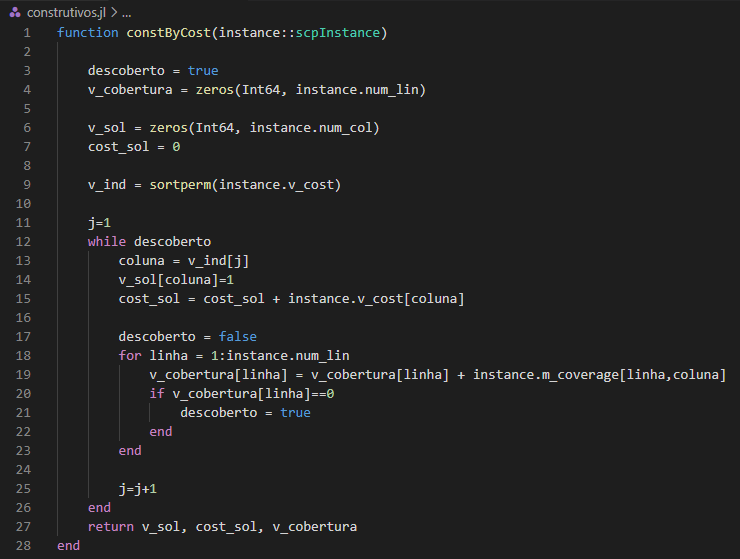 construtivos.jl > ...
1 function constByCost(instance::scpInstance)
2
3     descoberto = true
4     v_cobertura = zeros(Int64, instance.num_lin)
5
6     v_sol = zeros(Int64, instance.num_col)
7     cost_sol = 0
8
9     v_ind = sortperm(instance.v_cost)
10
11     j=1
12     while descoberto
13         coluna = v_ind[j]
14         v_sol[coluna]=1
15         cost_sol = cost_sol + instance.v_cost[coluna]
16
17         descoberto = false
18         for linha = 1:instance.num_lin
19             v_cobertura[linha] = v_cobertura[linha] + instance.m_coverage[linha,coluna]
20             if v_cobertura[linha]==0
21                 descoberto = true
22             end
23         end
24
25         j=j+1
26     end
27     return v_sol, cost_sol, v_cobertura
28 end